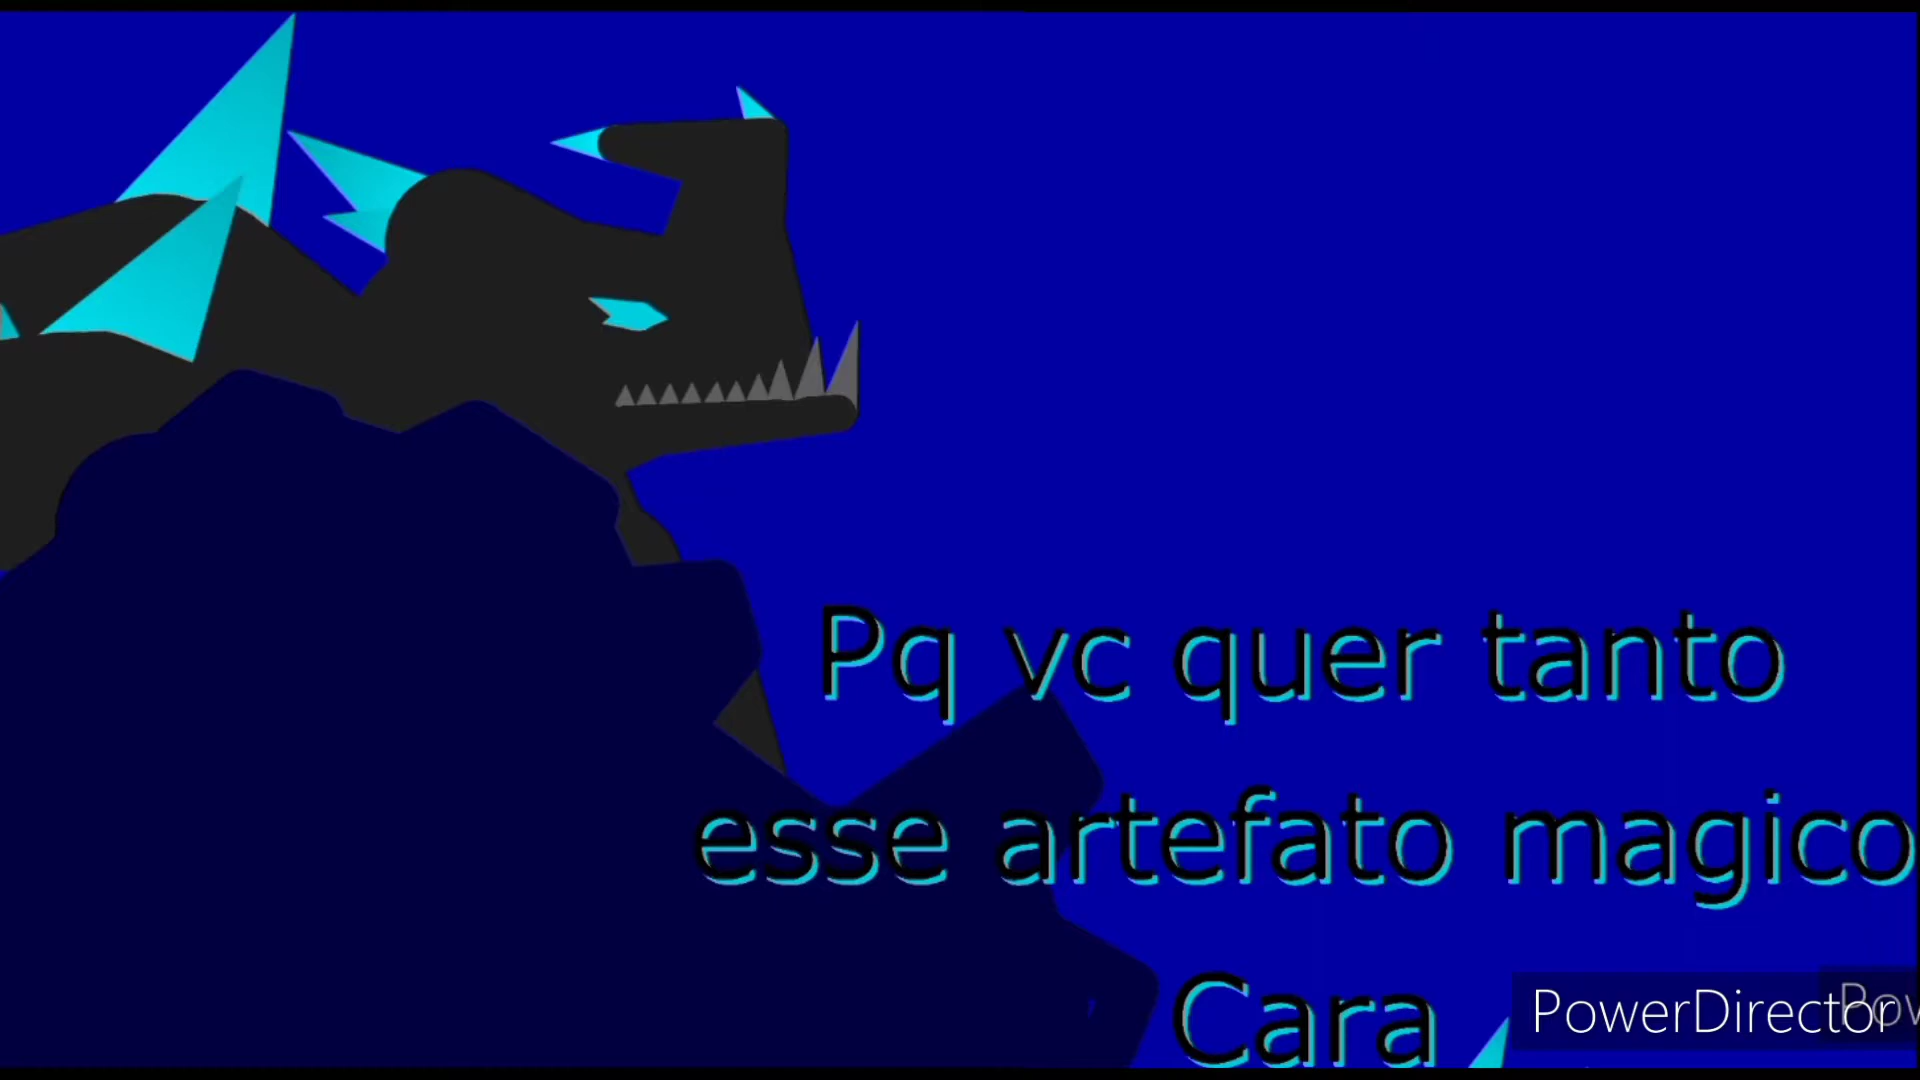 Pq vc quer tanto
esse artefato magico
Cara
PowerDirector